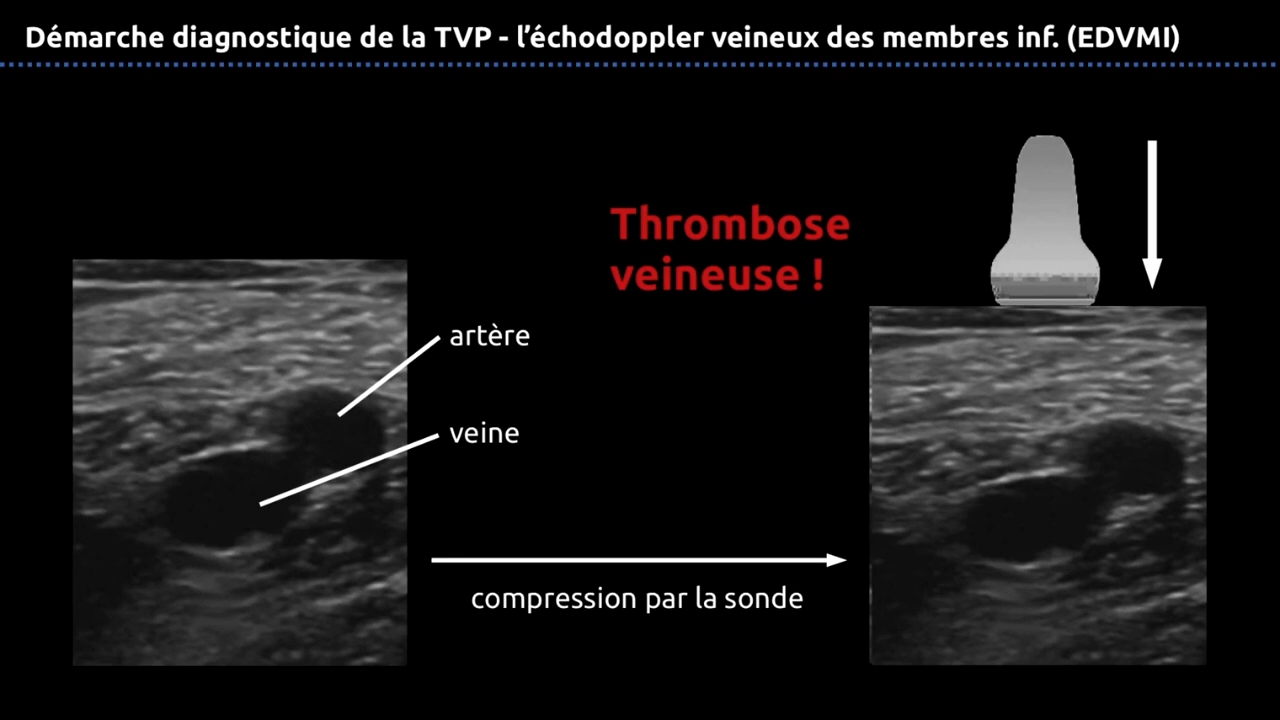 Démarche diagnostique de la TVP - l’échodoppler veineux des membres inf. (EDVMI)
Thrombose
veineuse !
artère
veine
compression par la sonde